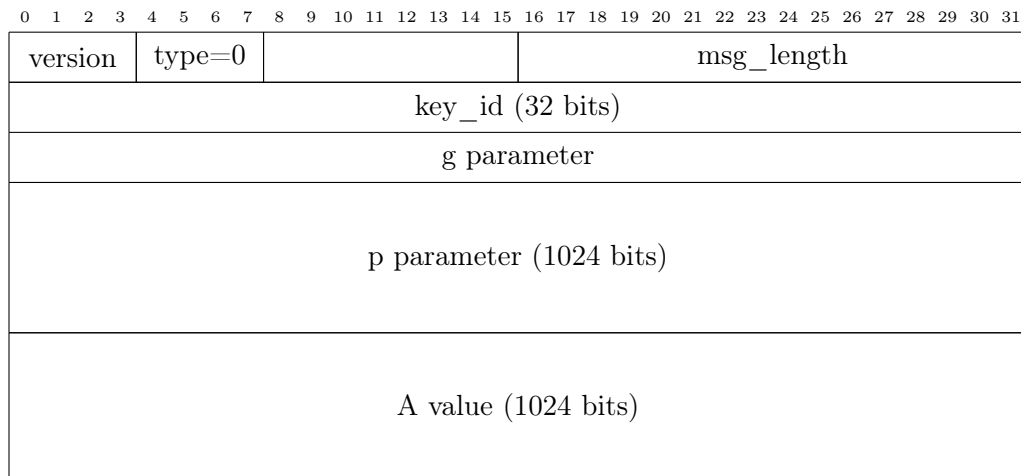 0 1 2 3 4 5 6 7 8 9 10 11 12 13 14 15 16 17 18 19 20 21 22 23 24 25 26 27 28 29 30 31
version type=0 msg_length
key_id (32 bits)
g parameter
p parameter (1024 bits)
A value (1024 bits)